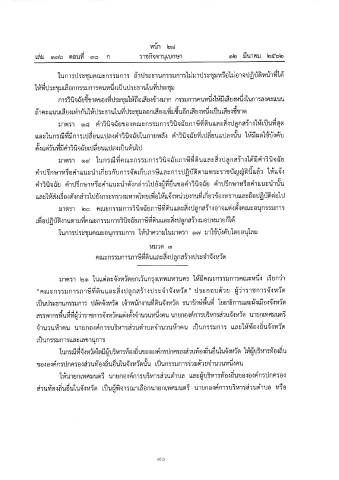 หน้า ๒๘
เล่ม ๑๓๖ ตอนที่ ๓๐ ก ราชกิจจานุเบกษา ๑๒ มีนาคม ๒๕๖๒
ในการประชุมคณะกรรมการ ถ้าประธานกรรมการไม่มาประชุมหรือไม่อาจปฏิบัติหน้าที่ได้
ให้ที่ประชุมเลือกกรรมการคนหนึ่งเป็นประธานในที่ประชุม
การวินิจฉัยชี้ขาดของที่ประชุมให้ถือเสียงข้างมาก กรรมการคนหนึ่งให้มีเสียงหนึ่งในการลงคะแนน
ถ้าคะแนนเสียงเท่ากันให้ประธานในที่ประชุมออกเสียงเพิ่มขึ้นอีกเสียงหนึ่งเป็นเสียงชี้ขาด
มาตรา ๑๘ คำวินิจฉัยของคณะกรรมการวินิจฉัยภาษีที่ดินและสิ่งปลูกสร้างให้เป็นที่สุด
และในกรณีที่มีการเปลี่ยนแปลงคำวินิจฉัยในภายหลัง คำวินิจฉัยที่เปลี่ยนแปลงนั้น ให้มีผลใช้บังคับ
ตั้งแต่วันที่มีคำวินิจฉัยเปลี่ยนแปลงเป็นต้นไป
มาตรา ๑๙ ในกรณีที่คณะกรรมการวินิจฉัยภาษีที่ดินและสิ่งปลูกสร้างได้มีคำวินิจฉัย
คำปรึกษาหรือคำแนะนำเกี่ยวกับการจัดเก็บภาษีและการปฏิบัติตามพระราชบัญญัตินี้แล้ว ให้แจ้ง
คำวินิจฉัย คำปรึกษาหรือคำแนะนำดังกล่าวไปยังผู้ที่ยื่นขอคำวินิจฉัย คำปรึกษาหรือคำแนะนำนั้น
และให้ส่งเรื่องดังกล่าวไปยังกระทรวงมหาดไทยเพื่อให้แจ้งหน่วยงานที่เกี่ยวข้องทราบและถือปฏิบัติต่อไป
มาตรา ๒๐ คณะกรรมการวินิจฉัยภาษีที่ดินและสิ่งปลูกสร้างอาจแต่งตั้งคณะอนุกรรมการ
เพื่อปฏิบัติงานตามที่คณะกรรมการวินิจฉัยภาษีที่ดินและสิ่งปลูกสร้างมอบหมายก็ได้
ในการประชุมคณะอนุกรรมการ ให้นำความในมาตรา ๑๗ มาใช้บังคับโดยอนุโลม
หมวด ๓
คณะกรรมการภาษีที่ดินและสิ่งปลูกสร้างประจำจังหวัด
มาตรา ๒๑ ในแต่ละจังหวัดยกเว้นกรุงเทพมหานคร ให้มีคณะกรรมการคณะหนึ่ง เรียกว่า
“คณะกรรมการภาษีที่ดินและสิ่งปลูกสร้างประจำจังหวัด” ประกอบด้วย ผู้ว่าราชการจังหวัด
เป็นประธานกรรมการ ปลัดจังหวัด เจ้าพนักงานที่ดินจังหวัด ธนารักษ์พื้นที่ โยธาธิการและผังเมืองจังหวัด
สรรพากรพื้นที่ที่ผู้ว่าราชการจังหวัดแต่งตั้งจำนวนหนึ่งคน นายกองค์การบริหารส่วนจังหวัด นายกเทศมนตรี
จำนวนห้าคน นายกองค์การบริหารส่วนตำบลจำนวนห้าคน เป็นกรรมการ และให้ท้องถิ่นจังหวัด
เป็นกรรมการและเลขานุการ
ในกรณีที่จังหวัดใดมีผู้บริหารท้องถิ่นขององค์กรปกครองส่วนท้องถิ่นอื่นในจังหวัด ให้ผู้บริหารท้องถิ่น
ขององค์กรปกครองส่วนท้องถิ่นอื่นในจังหวัดนั้น เป็นกรรมการร่วมด้วยจำนวนหนึ่งคน
ให้นายกเทศมนตรี นายกองค์การบริหารส่วนตำบล และผู้บริหารท้องถิ่นขององค์กรปกครอง
ส่วนท้องถิ่นอื่นในจังหวัด เป็นผู้พิจารณาเลือกนายกเทศมนตรี นายกองค์การบริหารส่วนตำบล หรือ